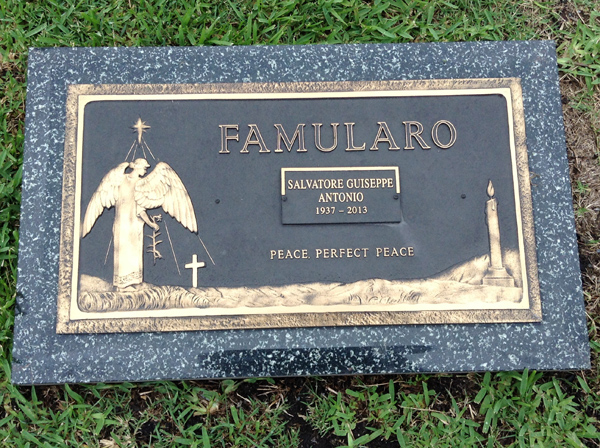 FAMULARO
SALVATORE GUISEPPE
ANTONIO
1937 – 2013
PEACE, PERFECT PEACE